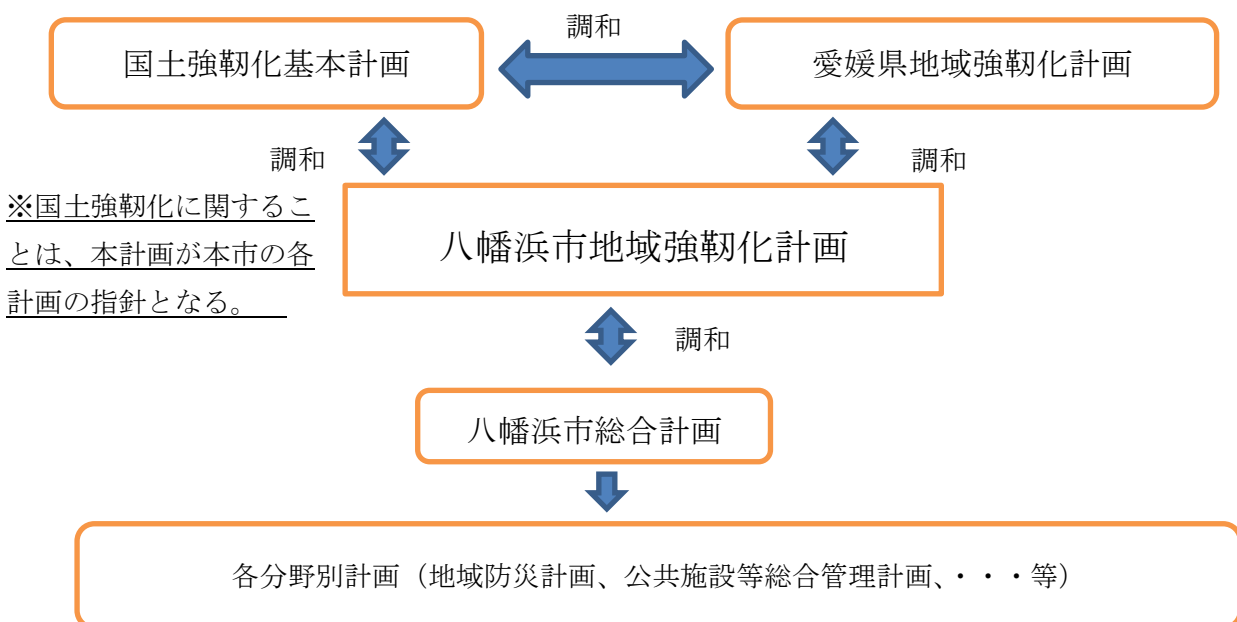 調和
国土強靱化基本計画
愛媛県地域強靱化計画
調和
調和
※国土強靱化に関するこ
とは、本計画が本市の各
計画の指針となる。
八幡浜市地域強靱化計画
調和
八幡浜市総合計画
各分野別計画（地域防災計画、公共施設等総合管理計画、・・・等）